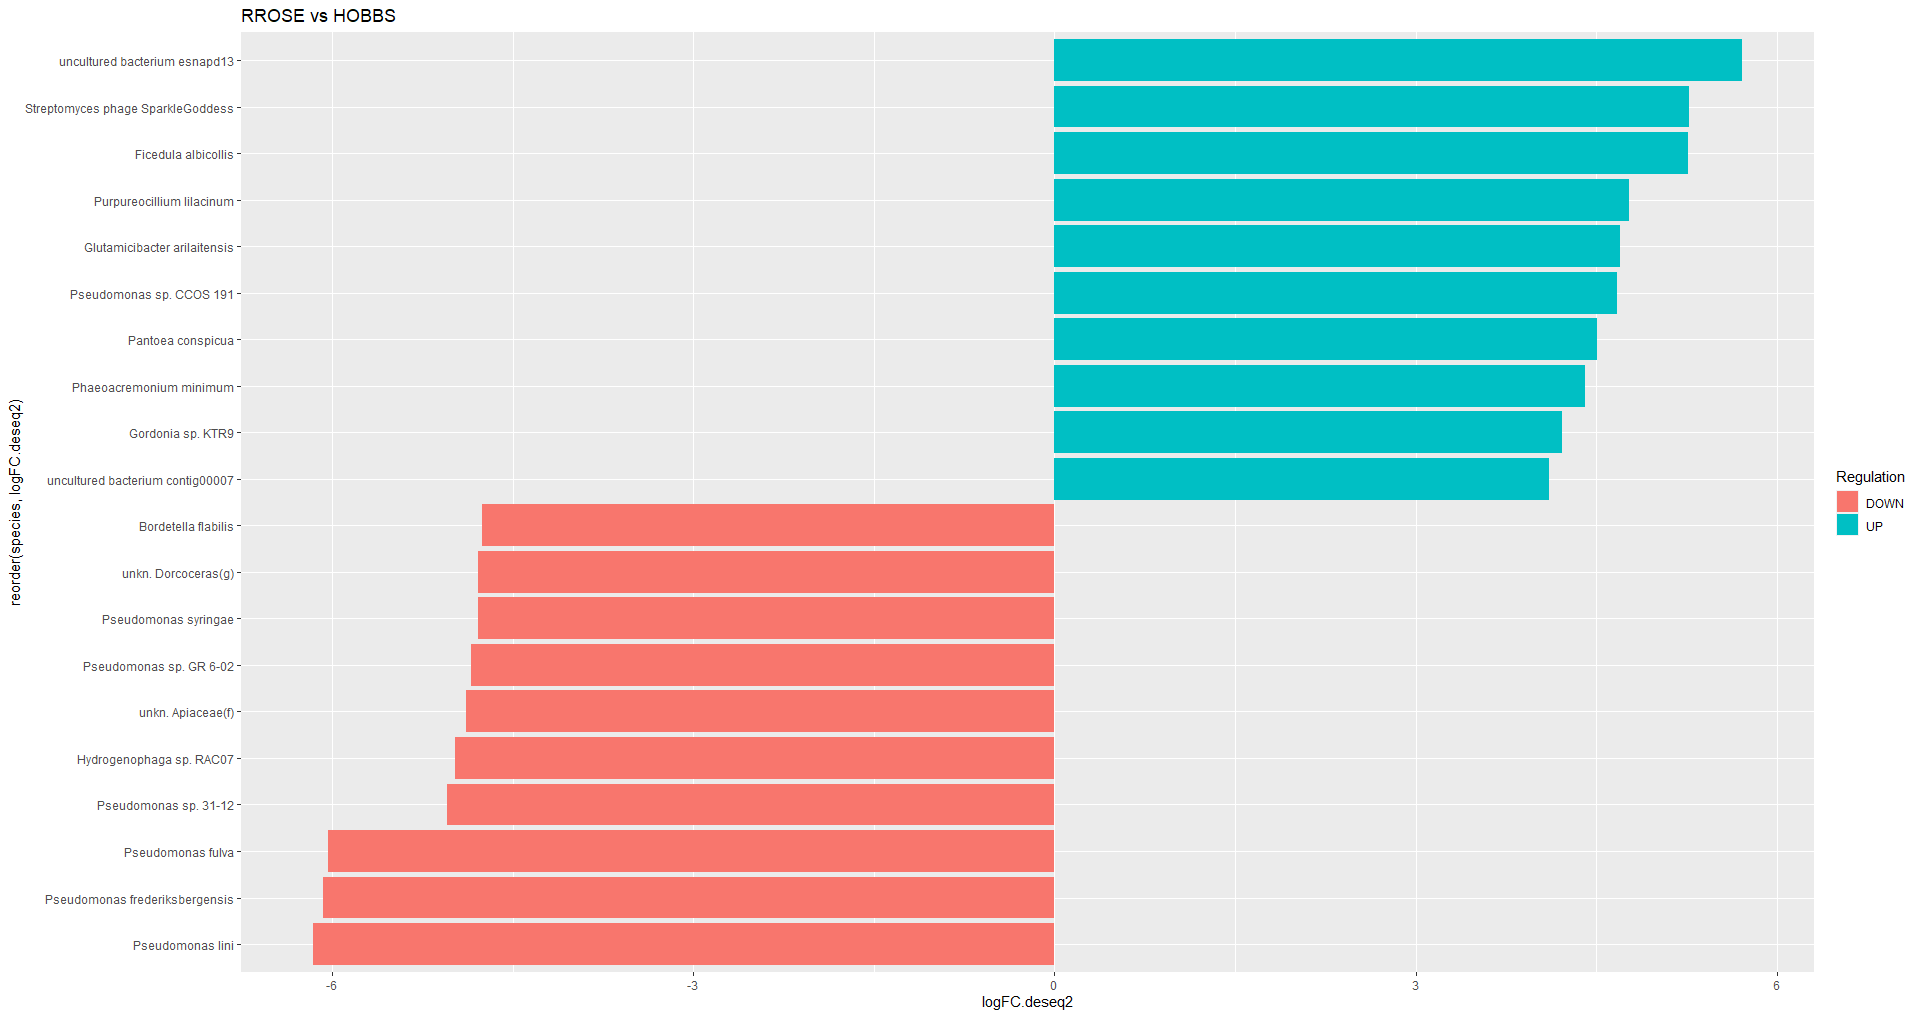 RROSE vs HOBBS
uncultured bacterium esnapd13
Streptomyces phage SparkleGoddess
Ficedula albicollis
Purpureocillium lilacinum
Glutamicibacter arilaitensis
Pseudomonas sp. CCOS 191
Pantoea conspicua
Phaeoacremonium minimum
Gordonia sp. KTR9
uncultured bacterium contig00007
Bordetella flabilis
unkn. Dorcoceras(g)
Pseudomonas syringae
Pseudomonas sp. GR 6-02
unkn. Apiaceae(f)
Hydrogenophaga sp. RAC07
Pseudomonas sp. 31-12
Pseudomonas fulva
Pseudomonas frederiksbergensis
Pseudomonas lini
reorder(species, logFC.deseq2)
-6
-3
0
3
6
logFC.deseq2
Regulation
DOWN
UP